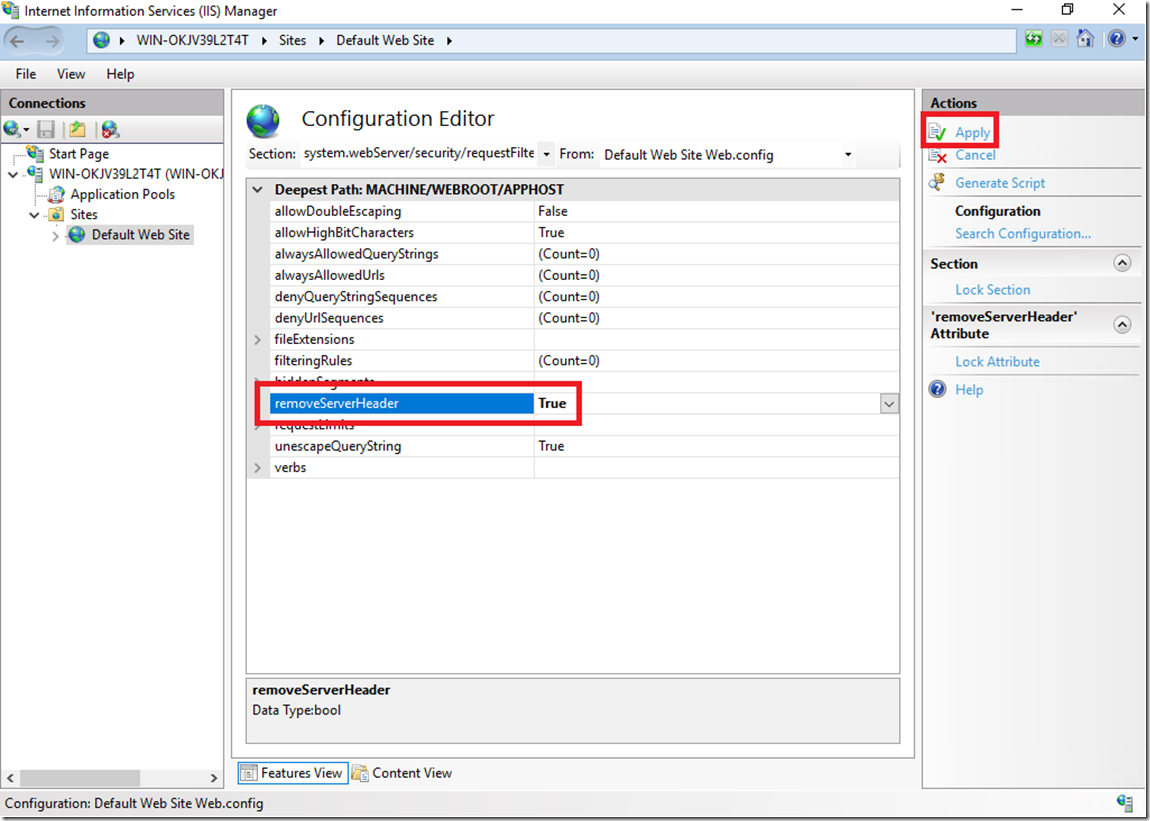 Internet Information Services (IIS) Manager
WIN-OKJV39L2T4T Sites Default Web Site
File View Help
Connections
Start Page
WIN-OKJV39L2T4T (WIN-OKJ
Application Pools
Sites
Default Web Site
Configuration Editor
Section: system.webServer/security/requestFilte From: Default Web Site Web.config
Deepest Path: MACHINE/WEBROOT/APPHOST
allowDoubleEscaping False
allowHighBitCharacters True
alwaysAllowedQueryStrings (Count=0)
alwaysAllowedUrls (Count=0)
denyQueryStringSequences (Count=0)
denyUrlSequences (Count=0)
fileExtensions
filteringRules (Count=0)
hiddenSegments
removeServerHeader True
requestLimits
unescapeQueryString True
verbs
removeServerHeader
Data Type:bool
Features View Content View
Actions
Apply
Cancel
Generate Script
Configuration
Search Configuration...
Section
Lock Section
'removeServerHeader'
Attribute
Lock Attribute
Help
Configuration: Default Web Site Web.config